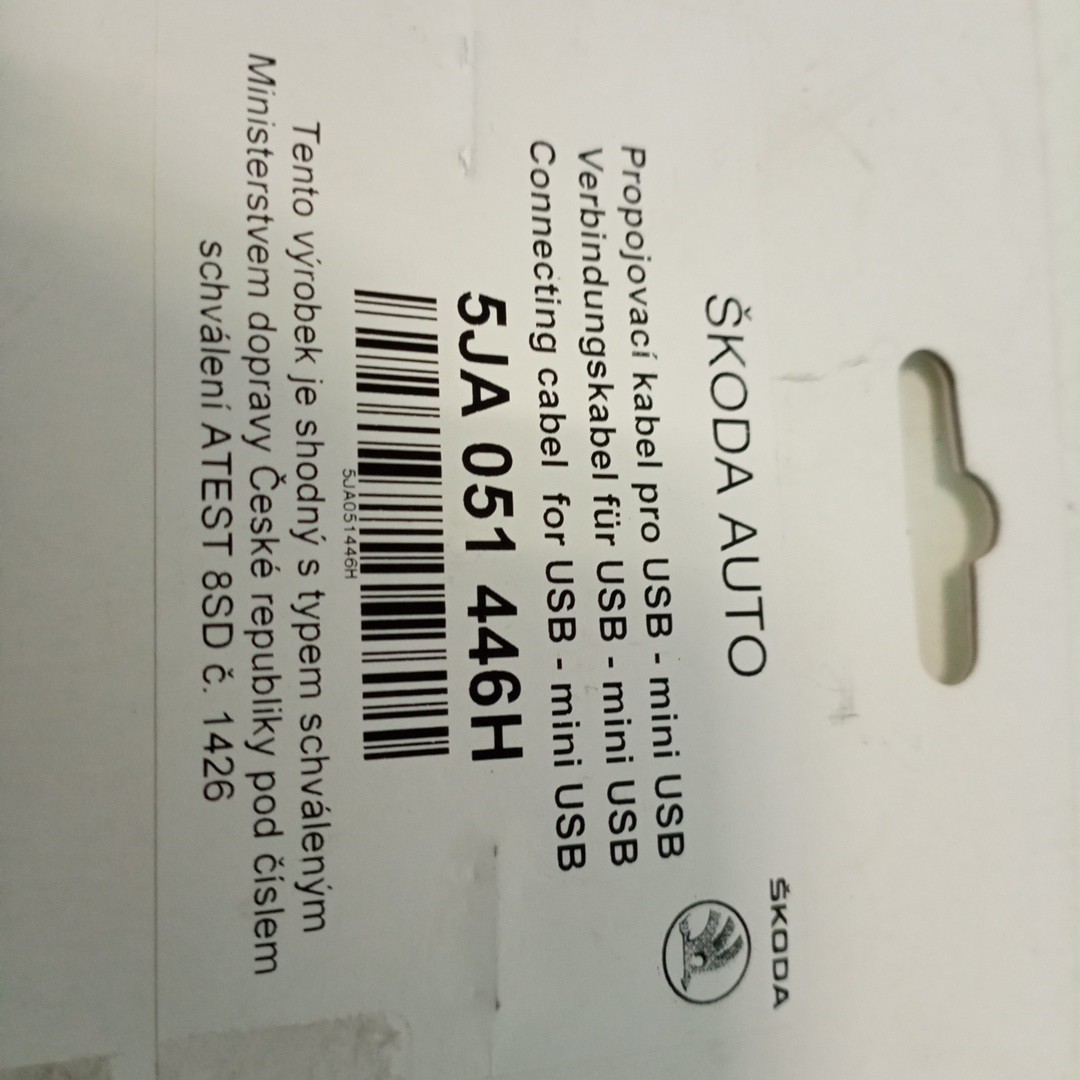 ŠKODA AUTO
ŠKODA
Propojovací kabel pro USB - mini USB
Verbindungskabel für USB - mini USB
Connecting cabel for USB - mini USB
5JA 051 446H
5JA051446H
Tento výrobek je shodný s typem schváleným
Ministerstvem dopravy České republiky pod číslem
schválení ATEST 8SD č. 1426